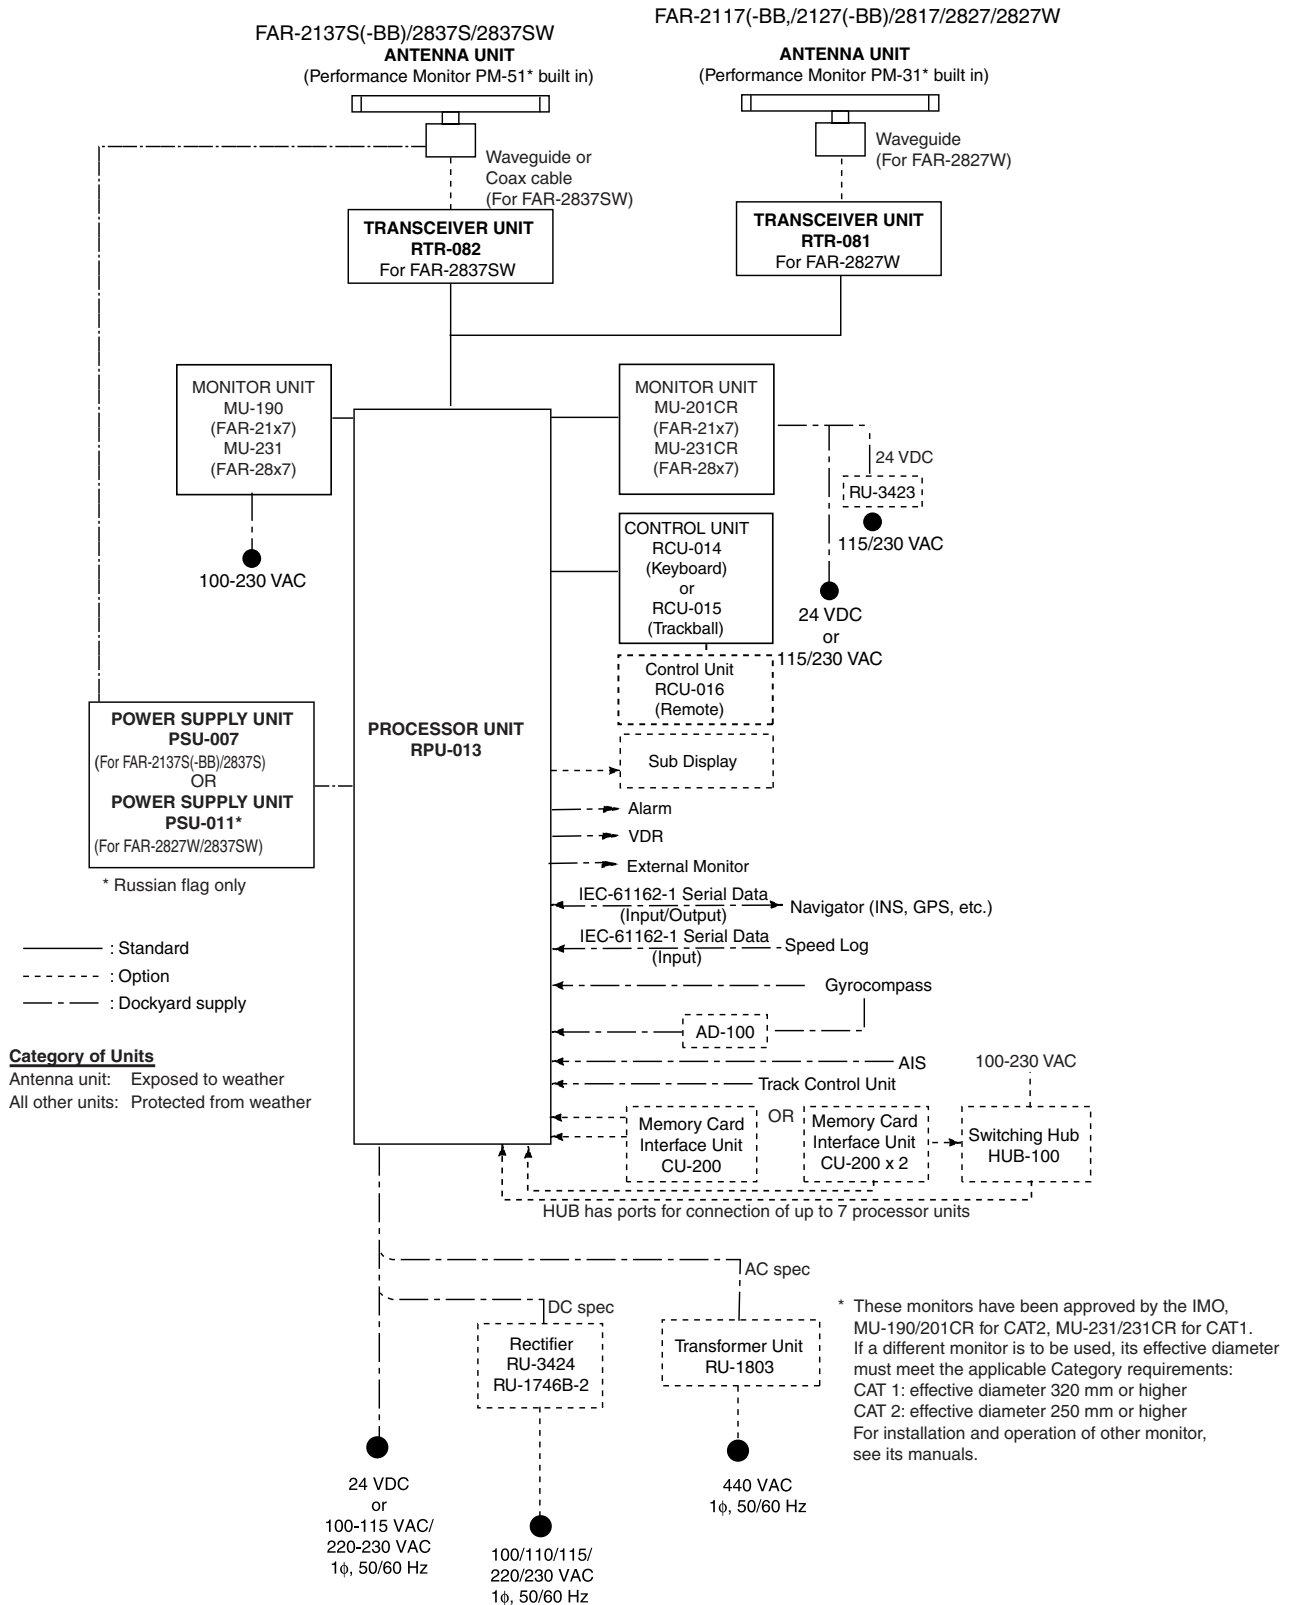 FAR-2137S(-BB)/2837S/2837SW
ANTENNA UNIT
(Performance Monitor PM-51* built in)
FAR-2117(-BB,/2127(-BB)/2817/2827/2827W
ANTENNA UNIT
(Performance Monitor PM-31* built in)
Waveguide or
Coax cable
(For FAR-2837SW)
Waveguide
(For FAR-2827W)
TRANSCEIVER UNIT
RTR-082
For FAR-2837SW
TRANSCEIVER UNIT
RTR-081
For FAR-2827W
MONITOR UNIT
MU-190
(FAR-21x7)
MU-231
(FAR-28x7)
100-230 VAC
MONITOR UNIT
MU-201CR
(FAR-21x7)
MU-231CR
(FAR-28x7)
24 VDC
RU-3423
115/230 VAC
24 VDC
or
115/230 VAC
CONTROL UNIT
RCU-014
(Keyboard)
or
RCU-015
(Trackball)
Control Unit
RCU-016
(Remote)
PROCESSOR UNIT
RPU-013
POWER SUPPLY UNIT
PSU-007
(For FAR-2137S(-BB)/2837S)
OR
POWER SUPPLY UNIT
PSU-011*
(For FAR-2827W/2837SW)
* Russian flag only
Sub Display
Alarm
VDR
External Monitor
IEC-61162-1 Serial Data
(Input/Output)
Navigator (INS, GPS, etc.)
IEC-61162-1 Serial Data
(Input)
Speed Log
Gyrocompass
AD-100
AIS
Track Control Unit
: Standard
: Option
: Dockyard supply
Category of Units
Antenna unit: Exposed to weather
All other units: Protected from weather
Memory Card
Interface Unit
CU-200
OR
Memory Card
Interface Unit
CU-200 x 2
100-230 VAC
Switching Hub
HUB-100
HUB has ports for connection of up to 7 processor units
AC spec
DC spec
Rectifier
RU-3424
RU-1746B-2
Transformer Unit
RU-1803
24 VDC
or
100-115 VAC/
220-230 VAC
1ϕ, 50/60 Hz
100/110/115/
220/230 VAC
1ϕ, 50/60 Hz
440 VAC
1ϕ, 50/60 Hz
* These monitors have been approved by the IMO,
MU-190/201CR for CAT2, MU-231/231CR for CAT1.
If a different monitor is to be used, its effective diameter
must meet the applicable Category requirements:
CAT 1: effective diameter 320 mm or higher
CAT 2: effective diameter 250 mm or higher
For installation and operation of other monitor,
see its manuals.